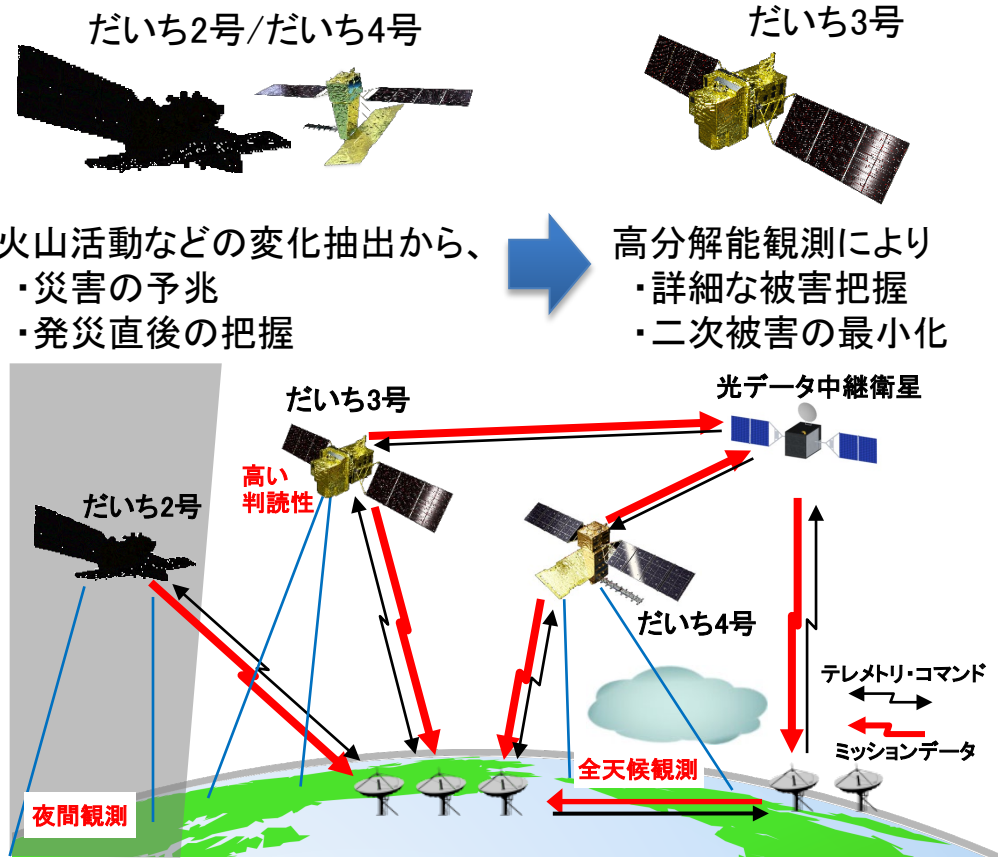 だいち2号/だいち4号
だいち3号
火山活動などの変化抽出から、
・災害の予兆
・発災直後の把握
高分解能観測により
・詳細な被害把握
・二次被害の最小化
光データ中継衛星
だいち3号
高い
判読性
だいち2号
だいち4号
テレメトリ・コマンド
ミッションデータ
全天候観測
夜間観測